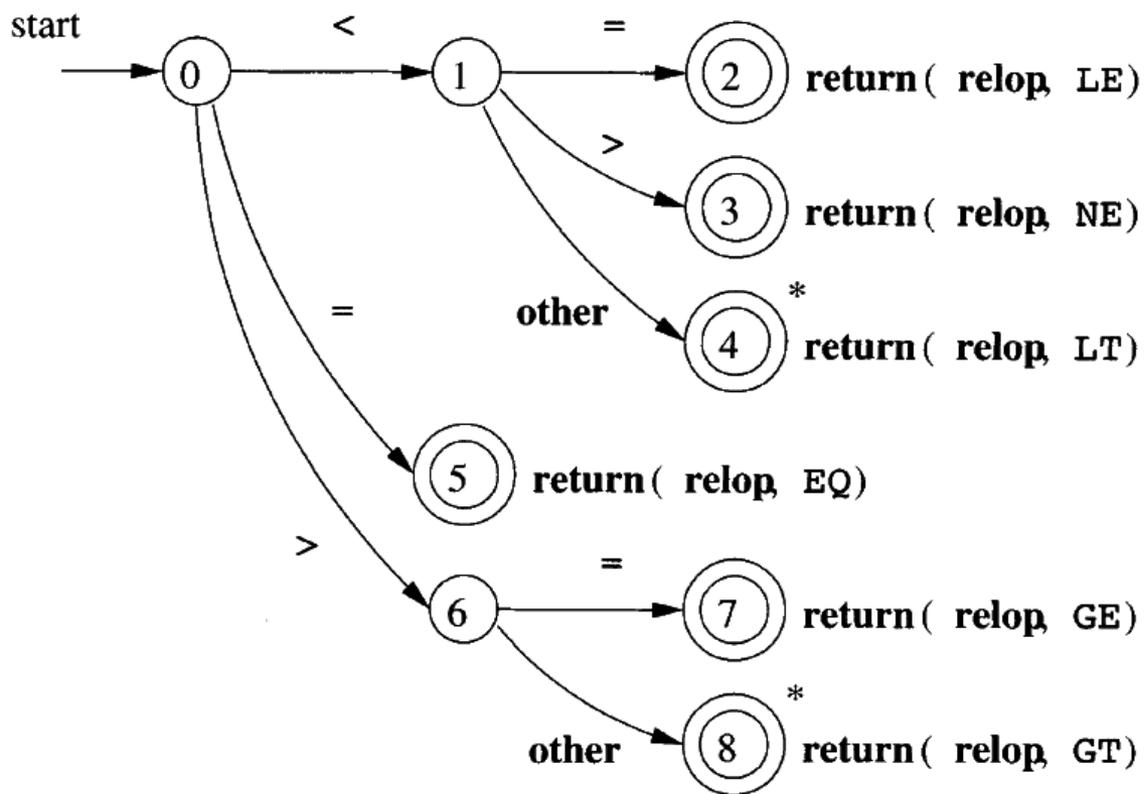 start
< =
0 1 2 return( relop, LE)
>
3 return( relop, NE)
*
= other 4 return( relop, LT)
5 return( relop, EQ)
> =
6 7 return( relop, GE)
*
other 8 return( relop, GT)